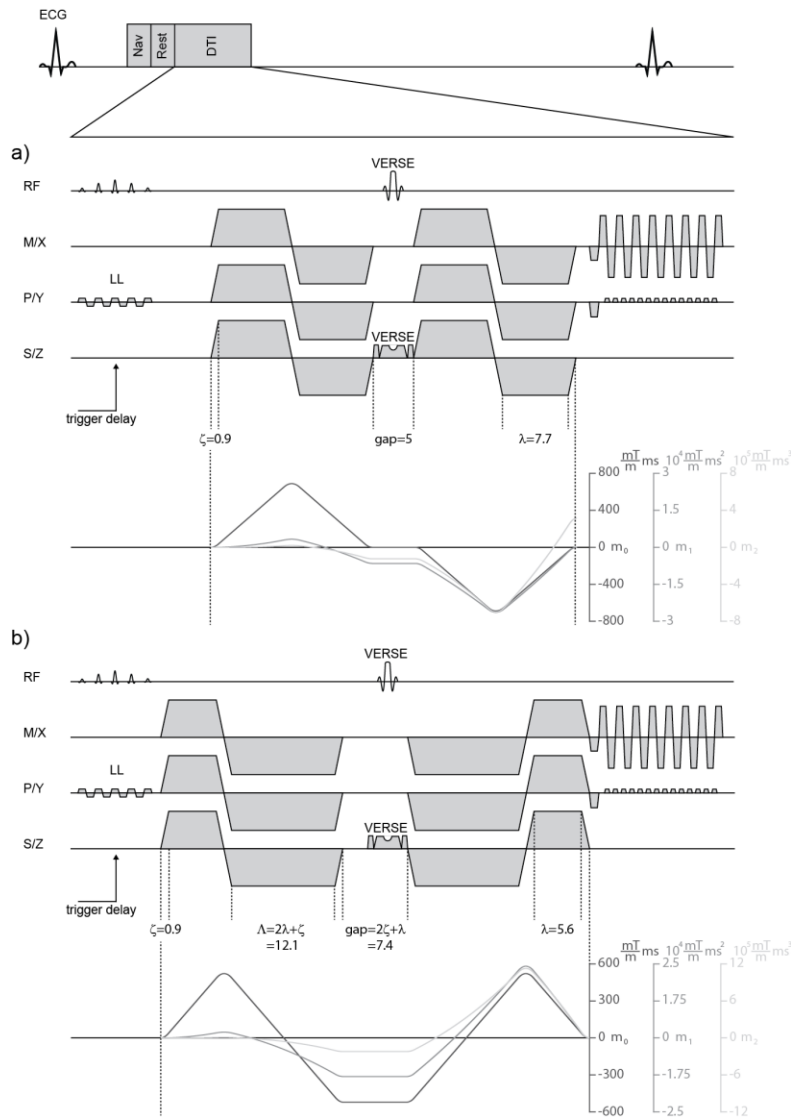 ECG
Nav
Rest
DTI
a)
VERSE
RF
M/X
LL
P/Y
VERSE
S/Z
trigger delay
ζ=0.9
gap=5
λ=7.7
mT/m ms 10⁴ mT/m ms² 10⁵ mT/m ms²
800 3 8
400 1.5 4
0 m₀ 0 m₁ 0 m₂
-400 -1.5 -4
-800 -3 -8
b)
VERSE
RF
M/X
LL
P/Y
VERSE
S/Z
trigger delay
ζ=0.9
Λ=2λ+ζ
=12.1
gap=2ζ+λ
=7.4
λ=5.6
mT/m ms 10⁴ mT/m ms² 10⁵ mT/m ms²
600 2.5 12
300 1.75 6
0 m₀ 0 m₁ 0 m₂
-300 -1.75 -6
-600 -2.5 -12